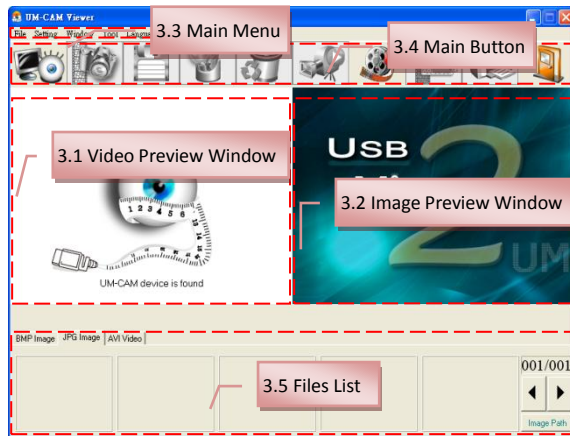 UM-CAM Viewer
File Setting Window Tool
3.3 Main Menu
3.4 Main Button
3.1 Video Preview Window
USB
2
3.2 Image Preview Window
UM
1 2 3 4 5 6
UM-CAM device is found
BMP Image JPG Image AVI Video
3.5 Files List
001/001
Image Path